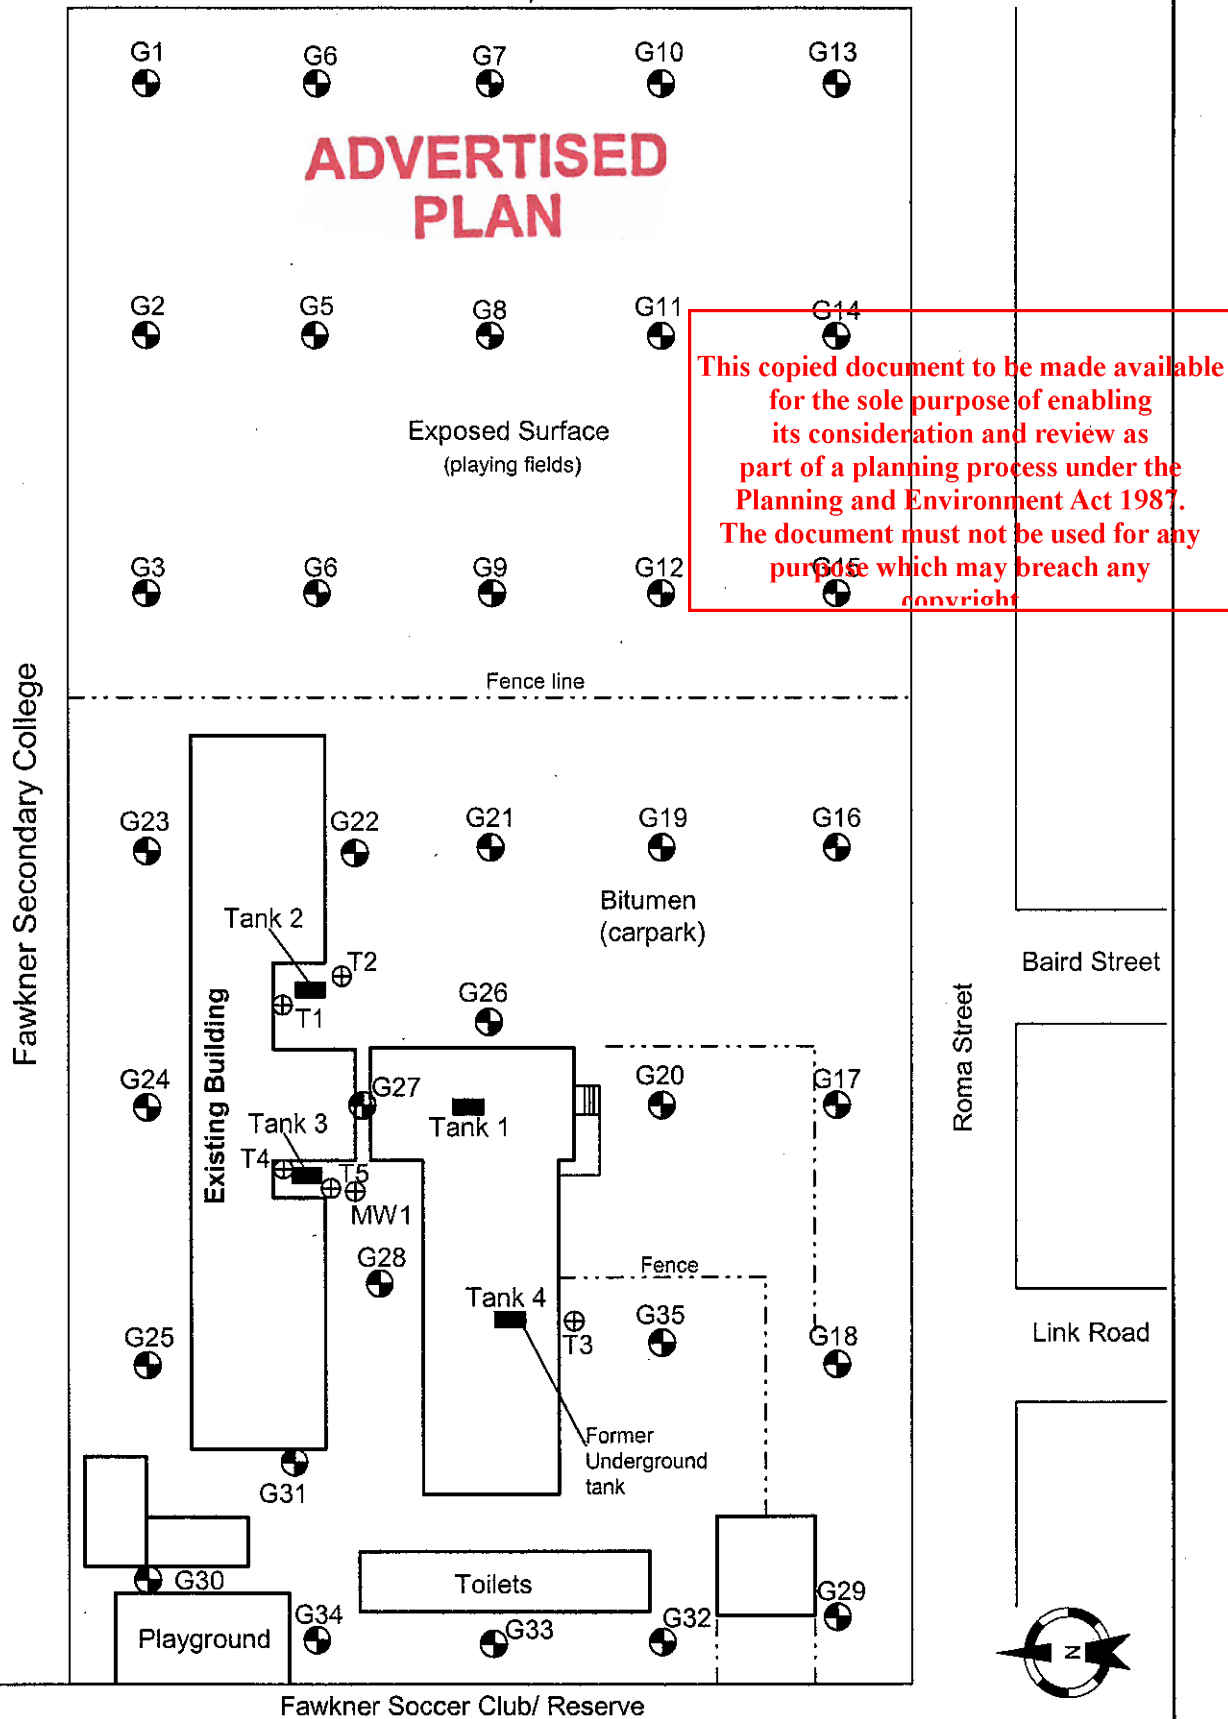 G1 G6 G7 G10 G13
ADVERTISED
PLAN
G2 G5 G8 G11 G14
This copied document to be made available
for the sole purpose of enabling
its consideration and review as
part of a planning process under the
Planning and Environment Act 1987.
The document must not be used for any
purpose which may breach any
copyright
Exposed Surface
(playing fields)
G3 G6 G9 G12 G15
Fence line
Fawkner Secondary College
G23 G22 G21 G19 G16
Bitumen
(carpark)
Tank 2
T2
T1
G26
Baird Street
Roma Street
Existing Building
G24 G27 G20 G17
Tank 1
Tank 3
T4
T5
MW1
G28
Fence
Tank 4
T3
G35
G18
G25
Link Road
Former
Underground
tank
G31
G30
Toilets
G29
G34
G33
G32
Playground
N
Fawkner Soccer Club/ Reserve